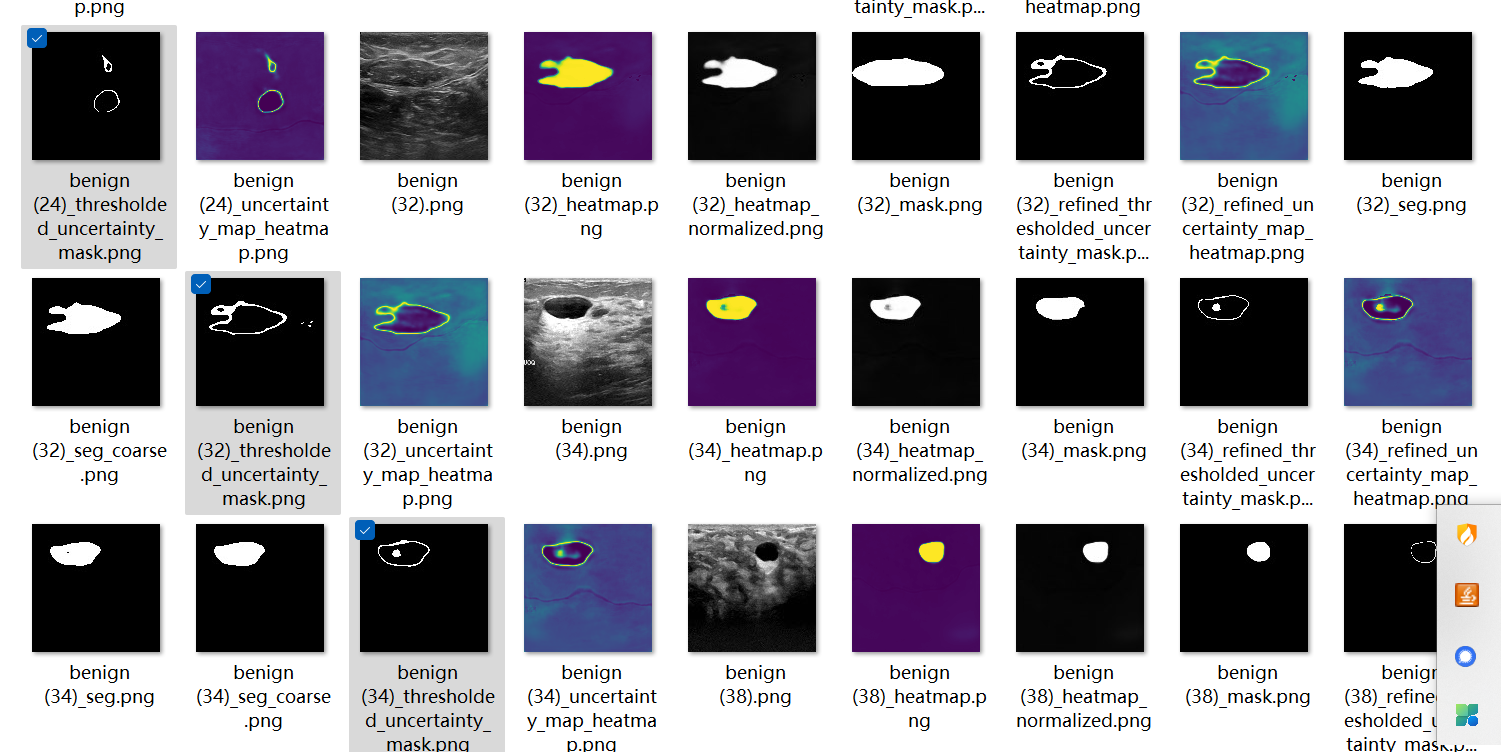 p.png
tainty_mask.p...
heatmap.png
benign
(24)_thresholde
d_uncertainty_
mask.png
benign
(24)_uncertaint
y_map_heatma
p.png
benign
(32).png
benign
(32)_heatmap.p
ng
benign
(32)_heatmap_
normalized.png
benign
(32)_mask.png
benign
(32)_refined_thr
esholded_uncer
tainty_mask.p...
benign
(32)_refined_un
certainty_map_
heatmap.png
benign
(32)_seg.png
benign
(32)_seg_coarse
.png
benign
(32)_thresholde
d_uncertainty_
mask.png
benign
(32)_uncertaint
y_map_heatma
p.png
benign
(34).png
benign
(34)_heatmap.p
ng
benign
(34)_heatmap_
normalized.png
benign
(34)_mask.png
benign
(34)_refined_thr
esholded_uncer
tainty_mask.p...
benign
(34)_refined_un
certainty_map_
heatmap.png
benign
(34)_seg.png
benign
(34)_seg_coarse
.png
benign
(34)_thresholde
d_uncertainty_
mask.png
benign
(34)_uncertaint
y_map_heatma
p.png
benign
(38).png
benign
(38)_heatmap.p
ng
benign
(38)_heatmap_
normalized.png
benign
(38)_mask.png
benign
(38)_refine
esholded_u
tainty_mask.p...